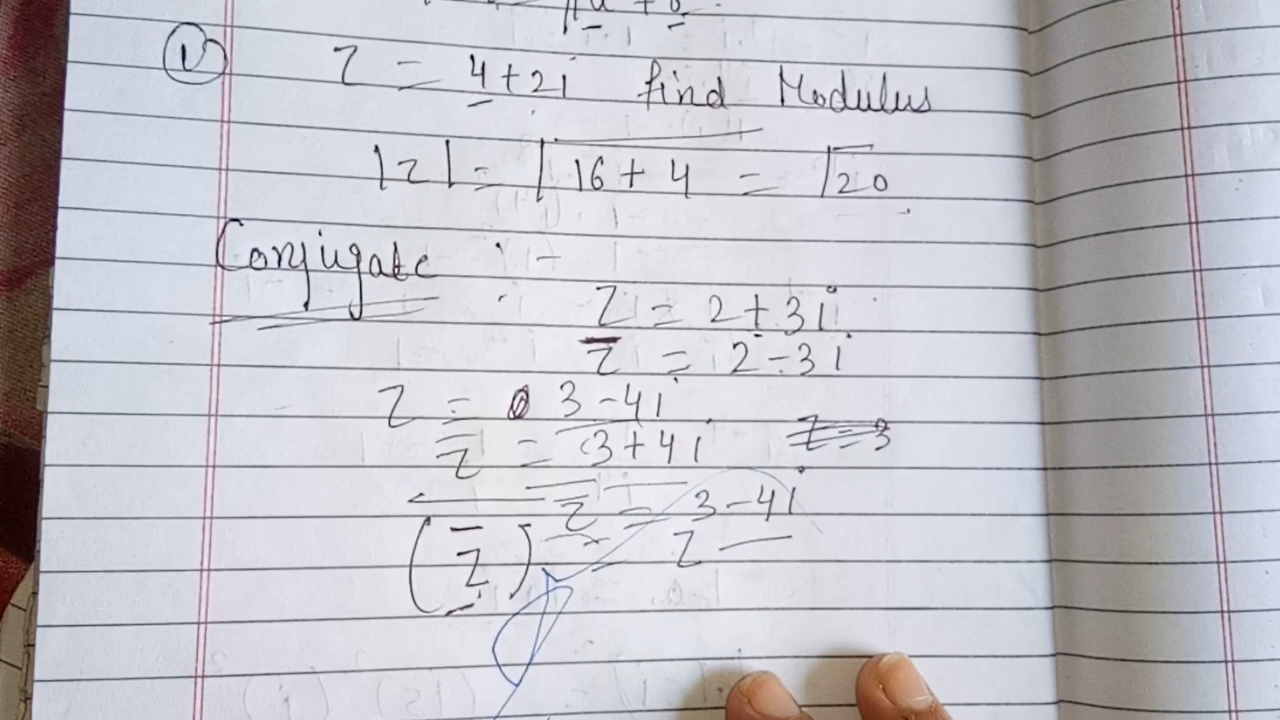 ① Z = 4+2i find Modulus
|z| = √16+4 = √20
Conjugate :-
Z = 2+3i
z̅ = 2-3i
Z = 3-4i
z̅ = 3+4i
z̿ = 3-4i
(z̅)‾ = Z